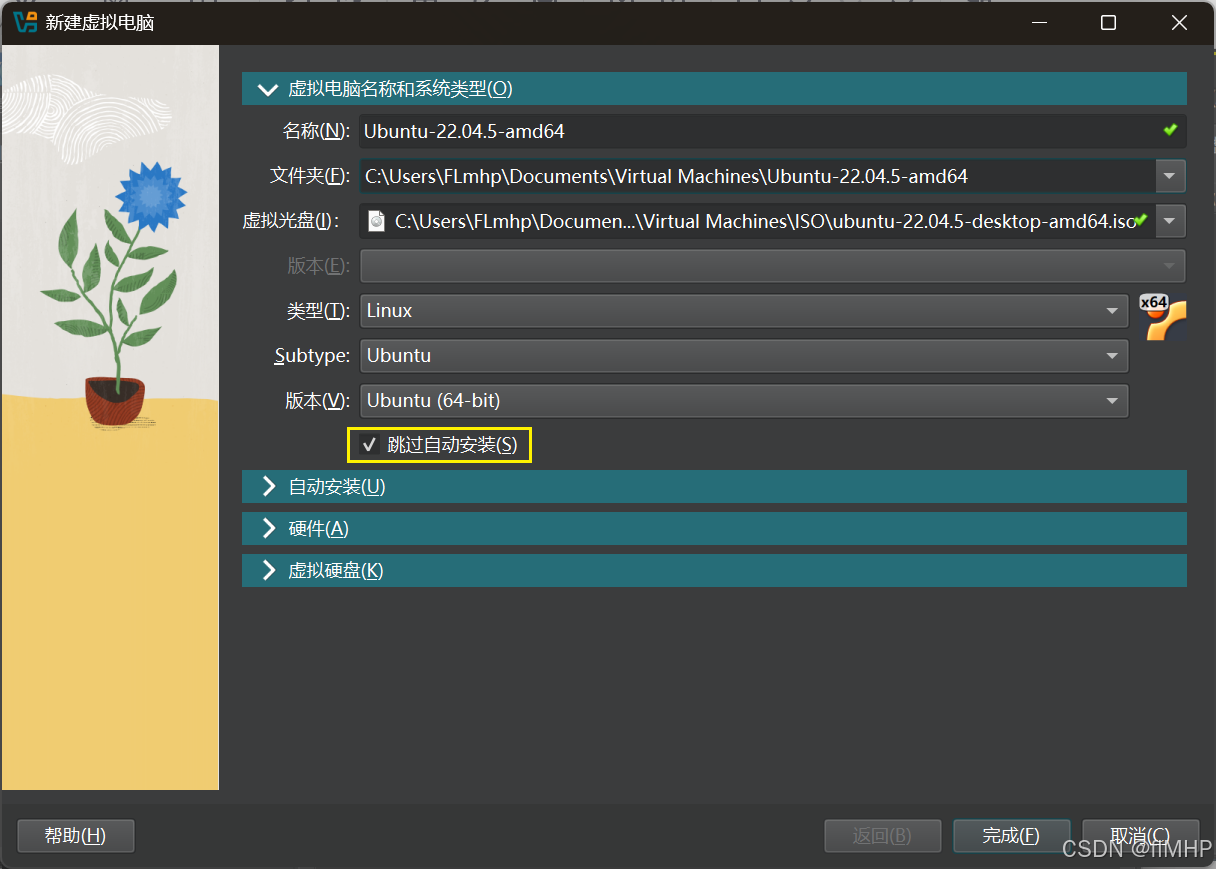 新建虚拟电脑
虚拟电脑名称和系统类型(O)
名称(N): Ubuntu-22.04.5-amd64
文件夹(F): C:\Users\FLmhp\Documents\Virtual Machines\Ubuntu-22.04.5-amd64
虚拟光盘(I): C:\Users\FLmhp\Documen...\Virtual Machines\ISO\ubuntu-22.04.5-desktop-amd64.iso
版本(E):
类型(T): Linux x64
Subtype: Ubuntu
版本(V): Ubuntu (64-bit)
跳过自动安装(S)
自动安装(U)
硬件(A)
虚拟硬盘(K)
帮助(H) 返回(B) 完成(F) 取消(C)
CSDN @flMHP